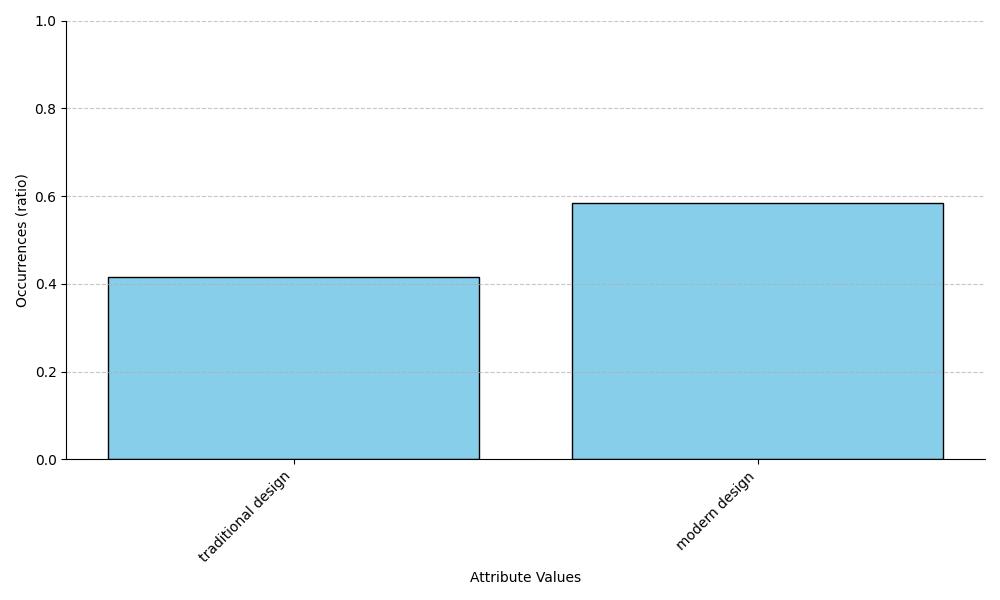 1.0
0.8
0.6
0.4
0.2
0.0
Occurrences (ratio)
traditional design
modern design
Attribute Values